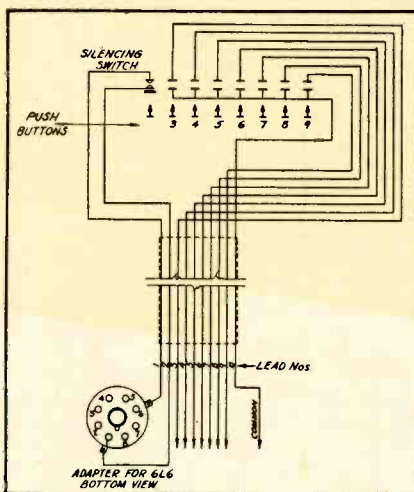 SILENCING
SWITCH
PUSH
BUTTONS
3 4 5 6 7 8 9
LEAD Nos
COMMON
ADAPTER FOR 6L6
BOTTOM VIEW